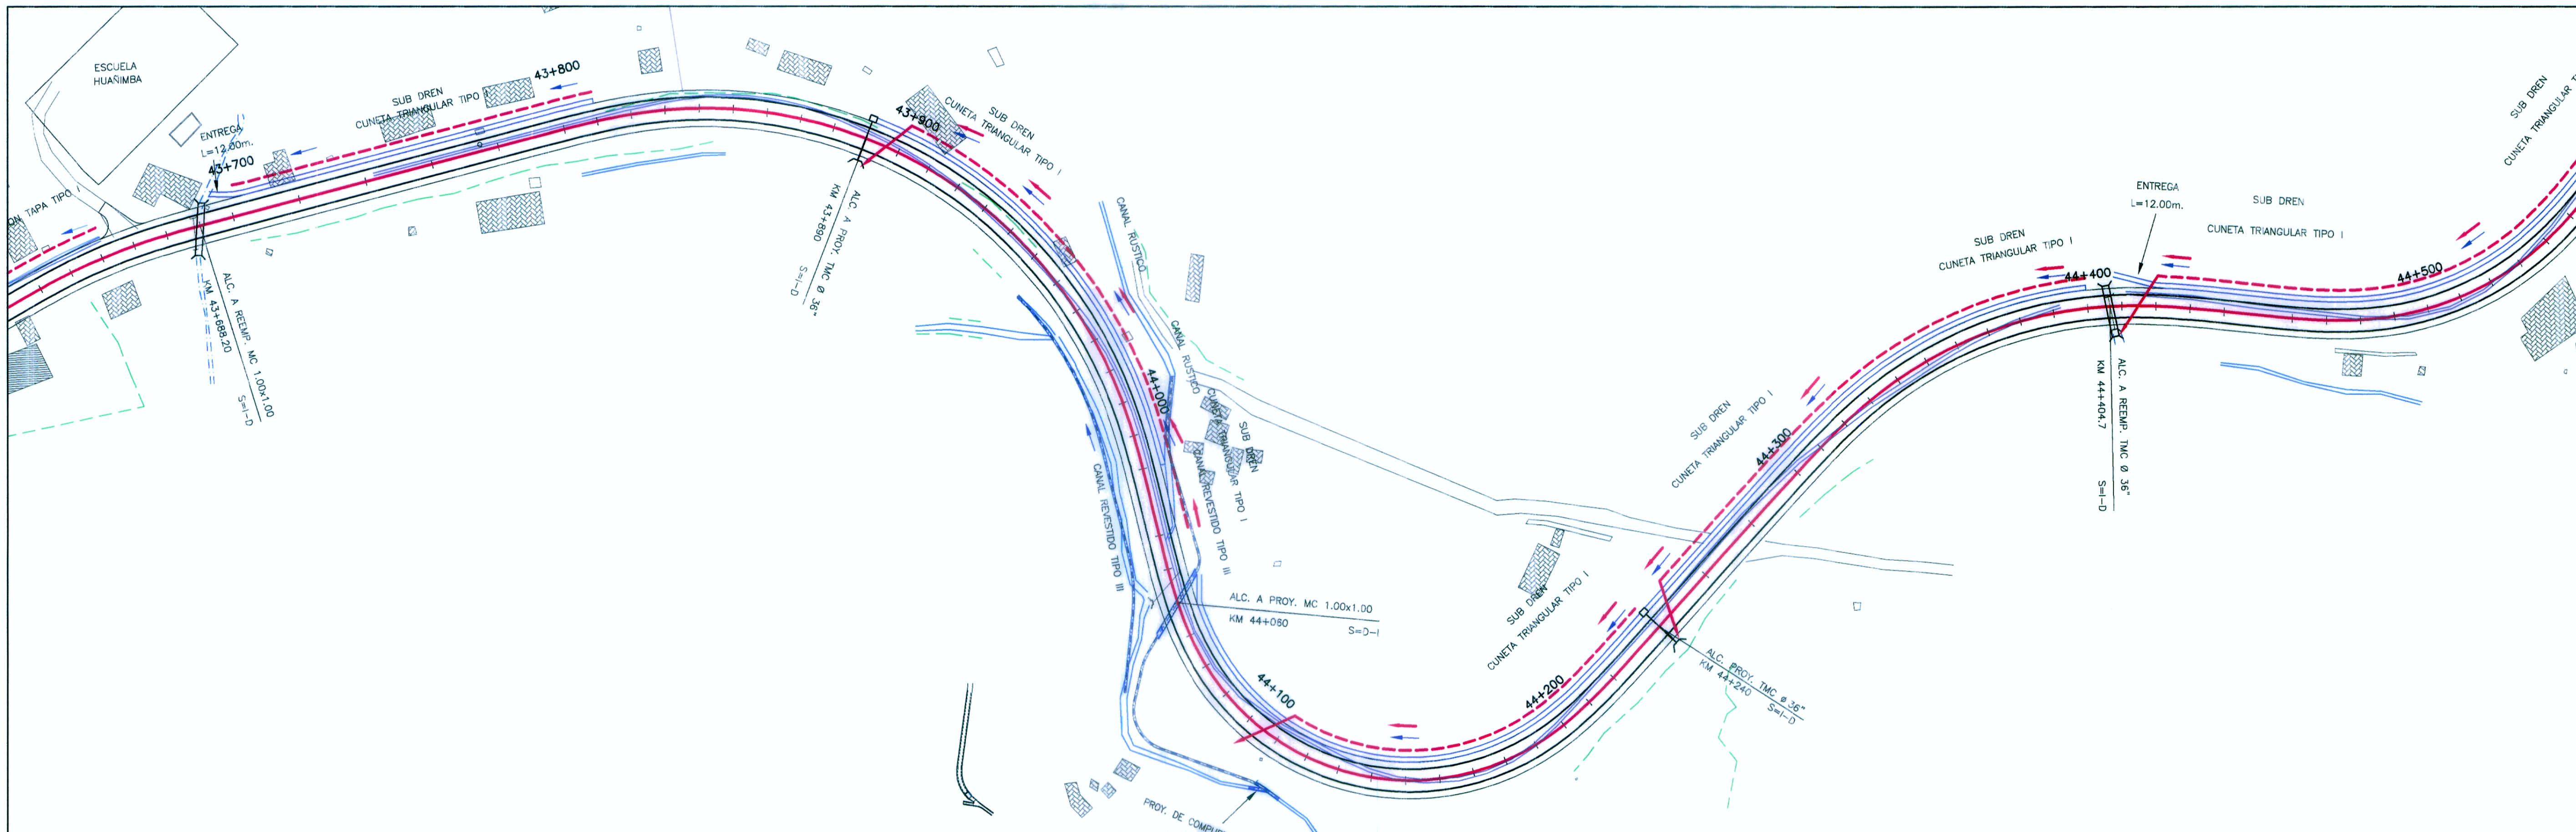 ESCUELA
HUAÑIMBA
ENTREGA
L=12.00m.
43+700
ON TAPA TIPO I
SUB DREN
CUNETA TRIANGULAR TIPO I
43+800
ALC. A REEMP. MC 1.00x1.00
KM 43+688.20
S=I-D
43+900
SUB DREN
CUNETA TRIANGULAR TIPO I
ALC. A PROY. TMC Ø 36"
KM 43+890
S=I-D
CANAL RUSTICO
CANAL RUSTICO
44+000
SUB DREN
CUNETA TRIANGULAR TIPO I
CANAL REVESTIDO TIPO III
CANAL REVESTIDO TIPO III
ALC. A PROY. MC 1.00x1.00
KM 44+060
S=D-I
44+100
PROY. DE
44+200
SUB DREN
CUNETA TRIANGULAR TIPO I
ALC. PROY. TMC ø 36"
KM 44+240
S=I-D
SUB DREN
CUNETA TRIANGULAR TIPO I
44+300
SUB DREN
CUNETA TRIANGULAR TIPO I
44+400
ENTREGA
L=12.00m.
ALC. A REEMP. TMC Ø 36"
KM 44+404.7
S=I-D
SUB DREN
CUNETA TRIANGULAR TIPO I
44+500
SUB DREN
CUNETA TRIANGULAR T